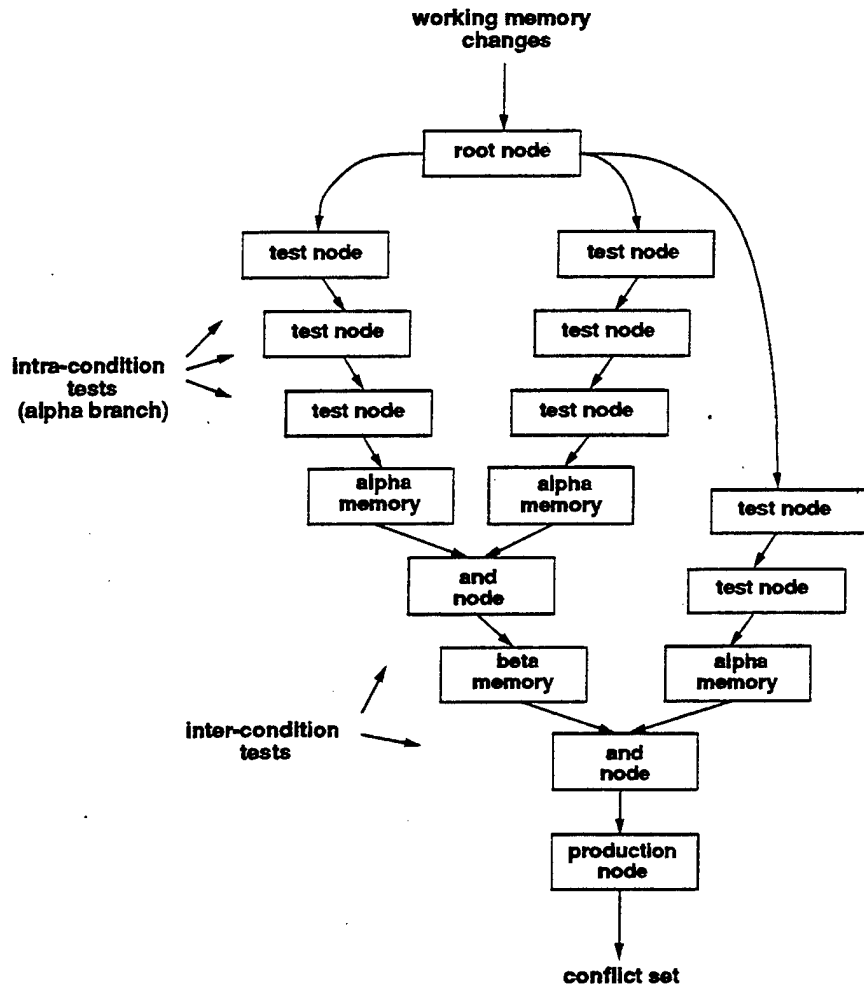 working memory
changes
root node
test node
test node
test node
test node
intra-condition
tests
(alpha branch)
test node
test node
alpha
memory
alpha
memory
test node
and
node
test node
beta
memory
alpha
memory
inter-condition
tests
and
node
production
node
conflict set